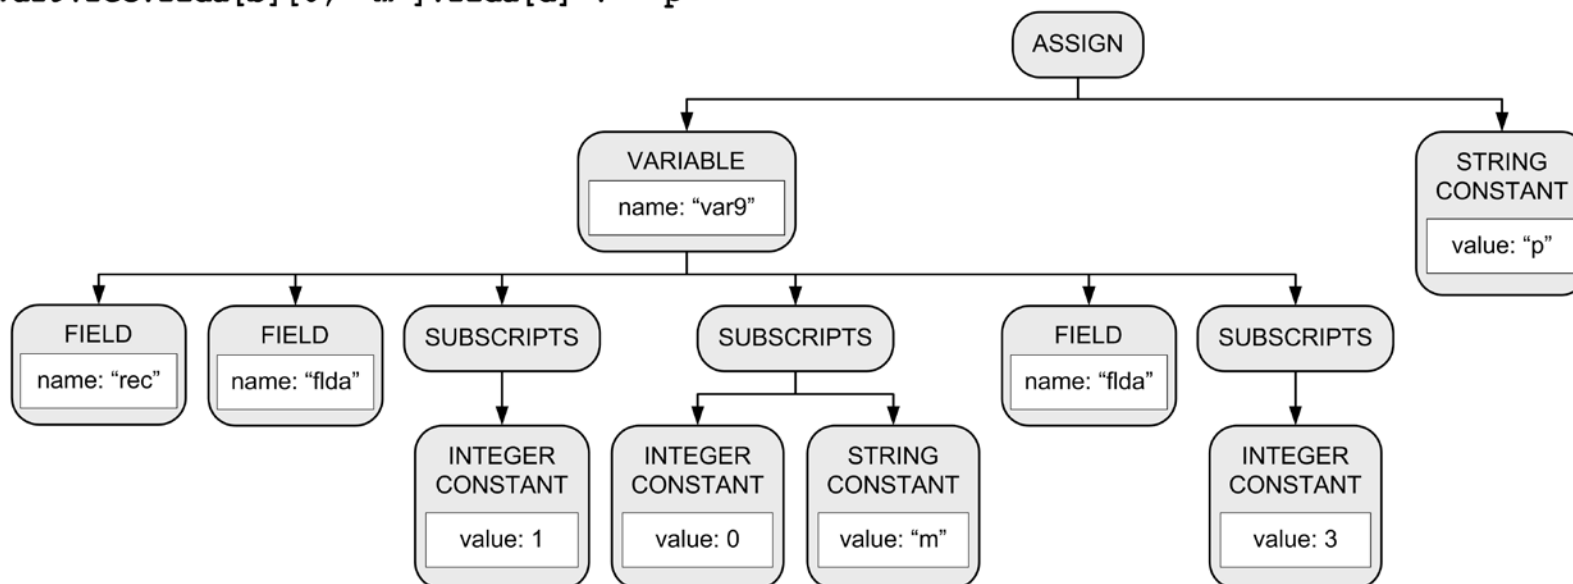 ASSIGN
VARIABLE
name: “var9”
STRING
CONSTANT
value: “p”
FIELD
name: “rec”
FIELD
name: “flda”
SUBSCRIPTS
SUBSCRIPTS
FIELD
name: “flda”
SUBSCRIPTS
INTEGER
CONSTANT
value: 1
INTEGER
CONSTANT
value: 0
STRING
CONSTANT
value: “m”
INTEGER
CONSTANT
value: 3